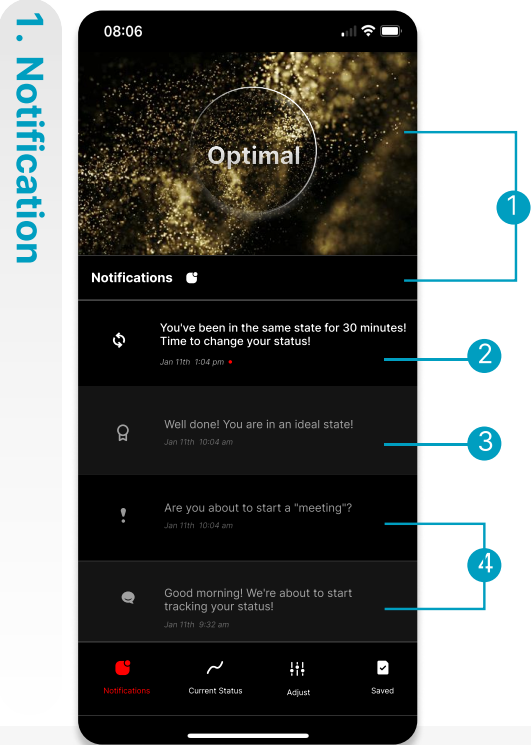 1. Notification
08:06
Optimal
1
Notifications
You've been in the same state for 30 minutes!
Time to change your status!
Jan 11th 1:04 pm
2
Well done! You are in an ideal state!
Jan 11th 10:04 am
3
Are you about to start a "meeting"?
Jan 11th 10:04 am
4
Good morning! We're about to start
tracking your status!
Jan 11th 9:32 am
Notifications
Current Status
Adjust
Saved